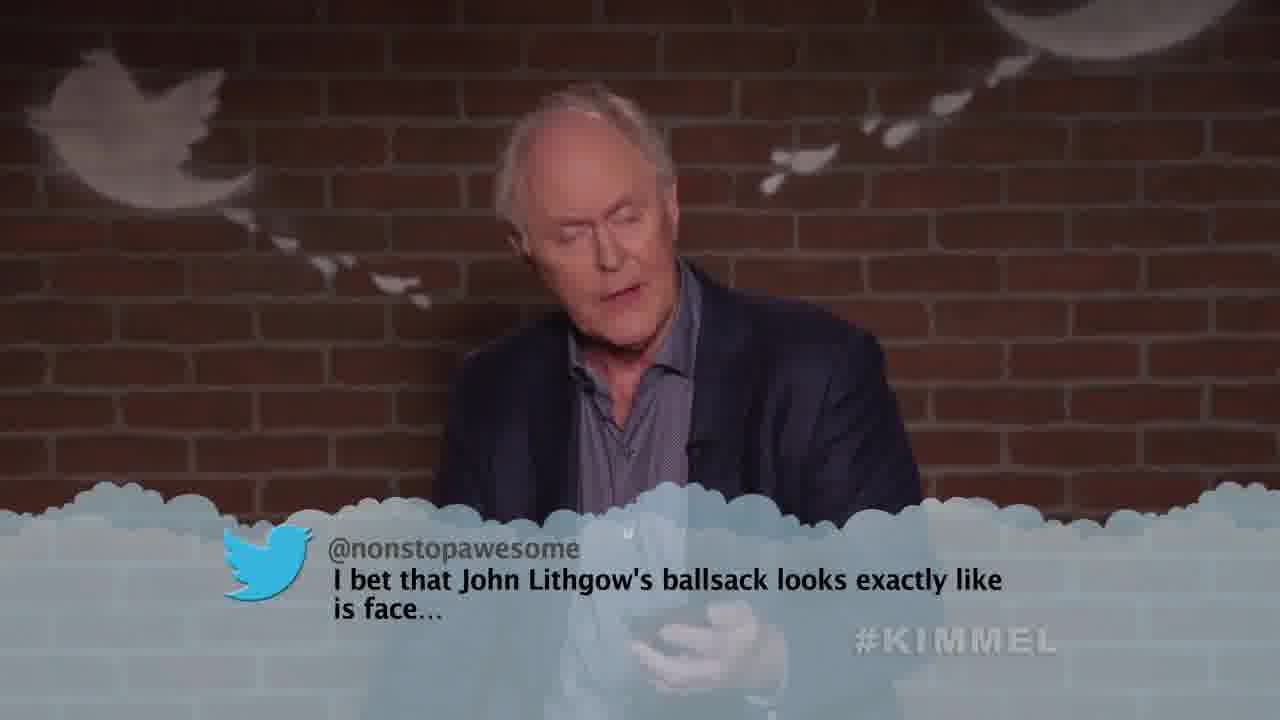 @nonstopawesome
I bet that John Lithgow's ballsack looks exactly like
is face...
#KIMMEL